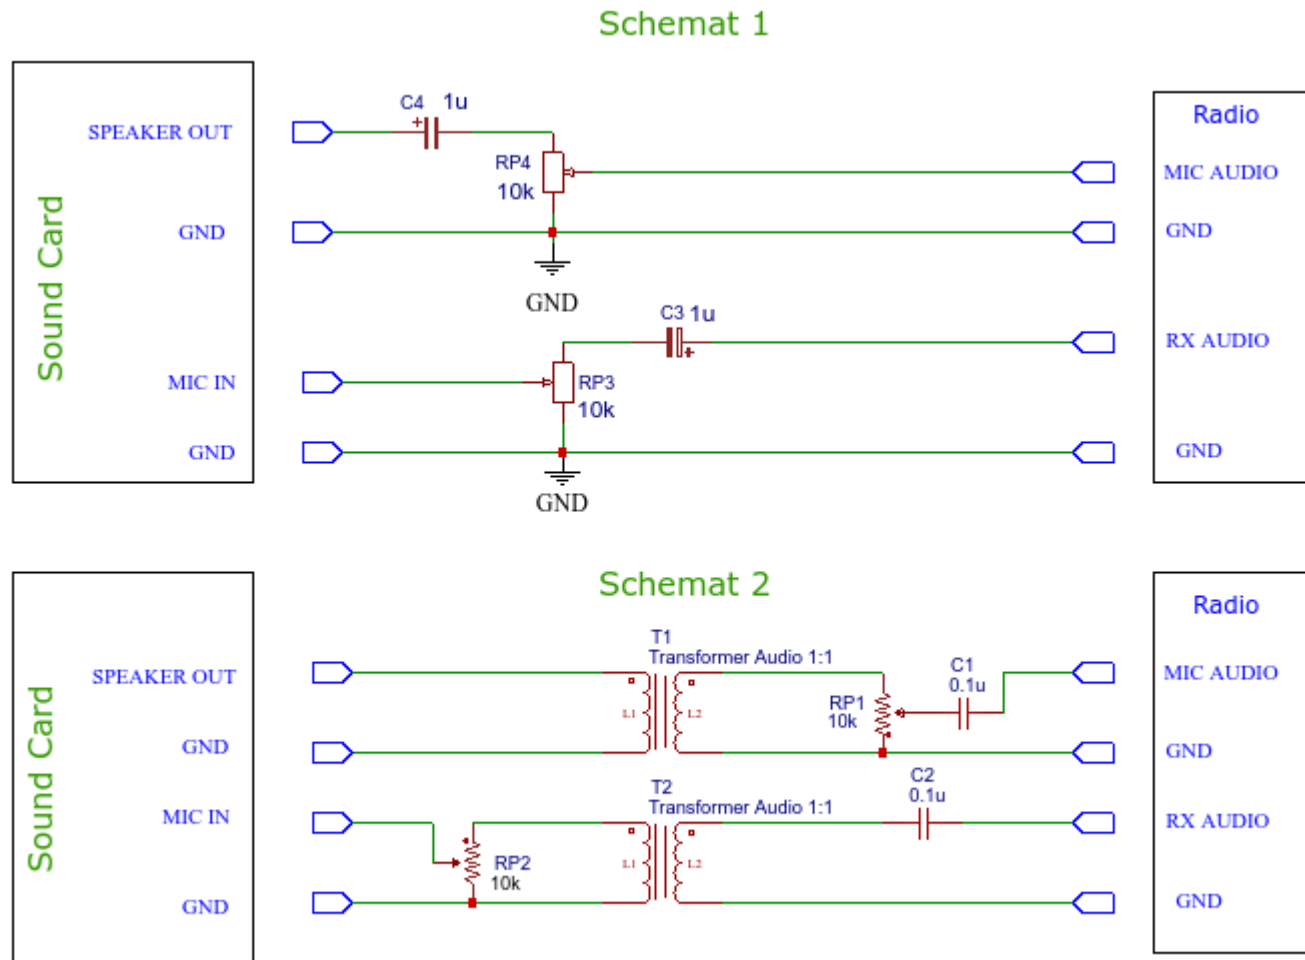 Schemat 1
Sound Card
SPEAKER OUT
GND
MIC IN
GND
C4
1u
+
RP4
10k
GND
C3 1u
+
RP3
10k
GND
Radio
MIC AUDIO
GND
RX AUDIO
GND
Schemat 2
Sound Card
SPEAKER OUT
GND
MIC IN
GND
T1
Transformer Audio 1:1
L1
L2
RP1
10k
C1
0.1u
T2
Transformer Audio 1:1
L1
L2
RP2
10k
C2
0.1u
Radio
MIC AUDIO
GND
RX AUDIO
GND